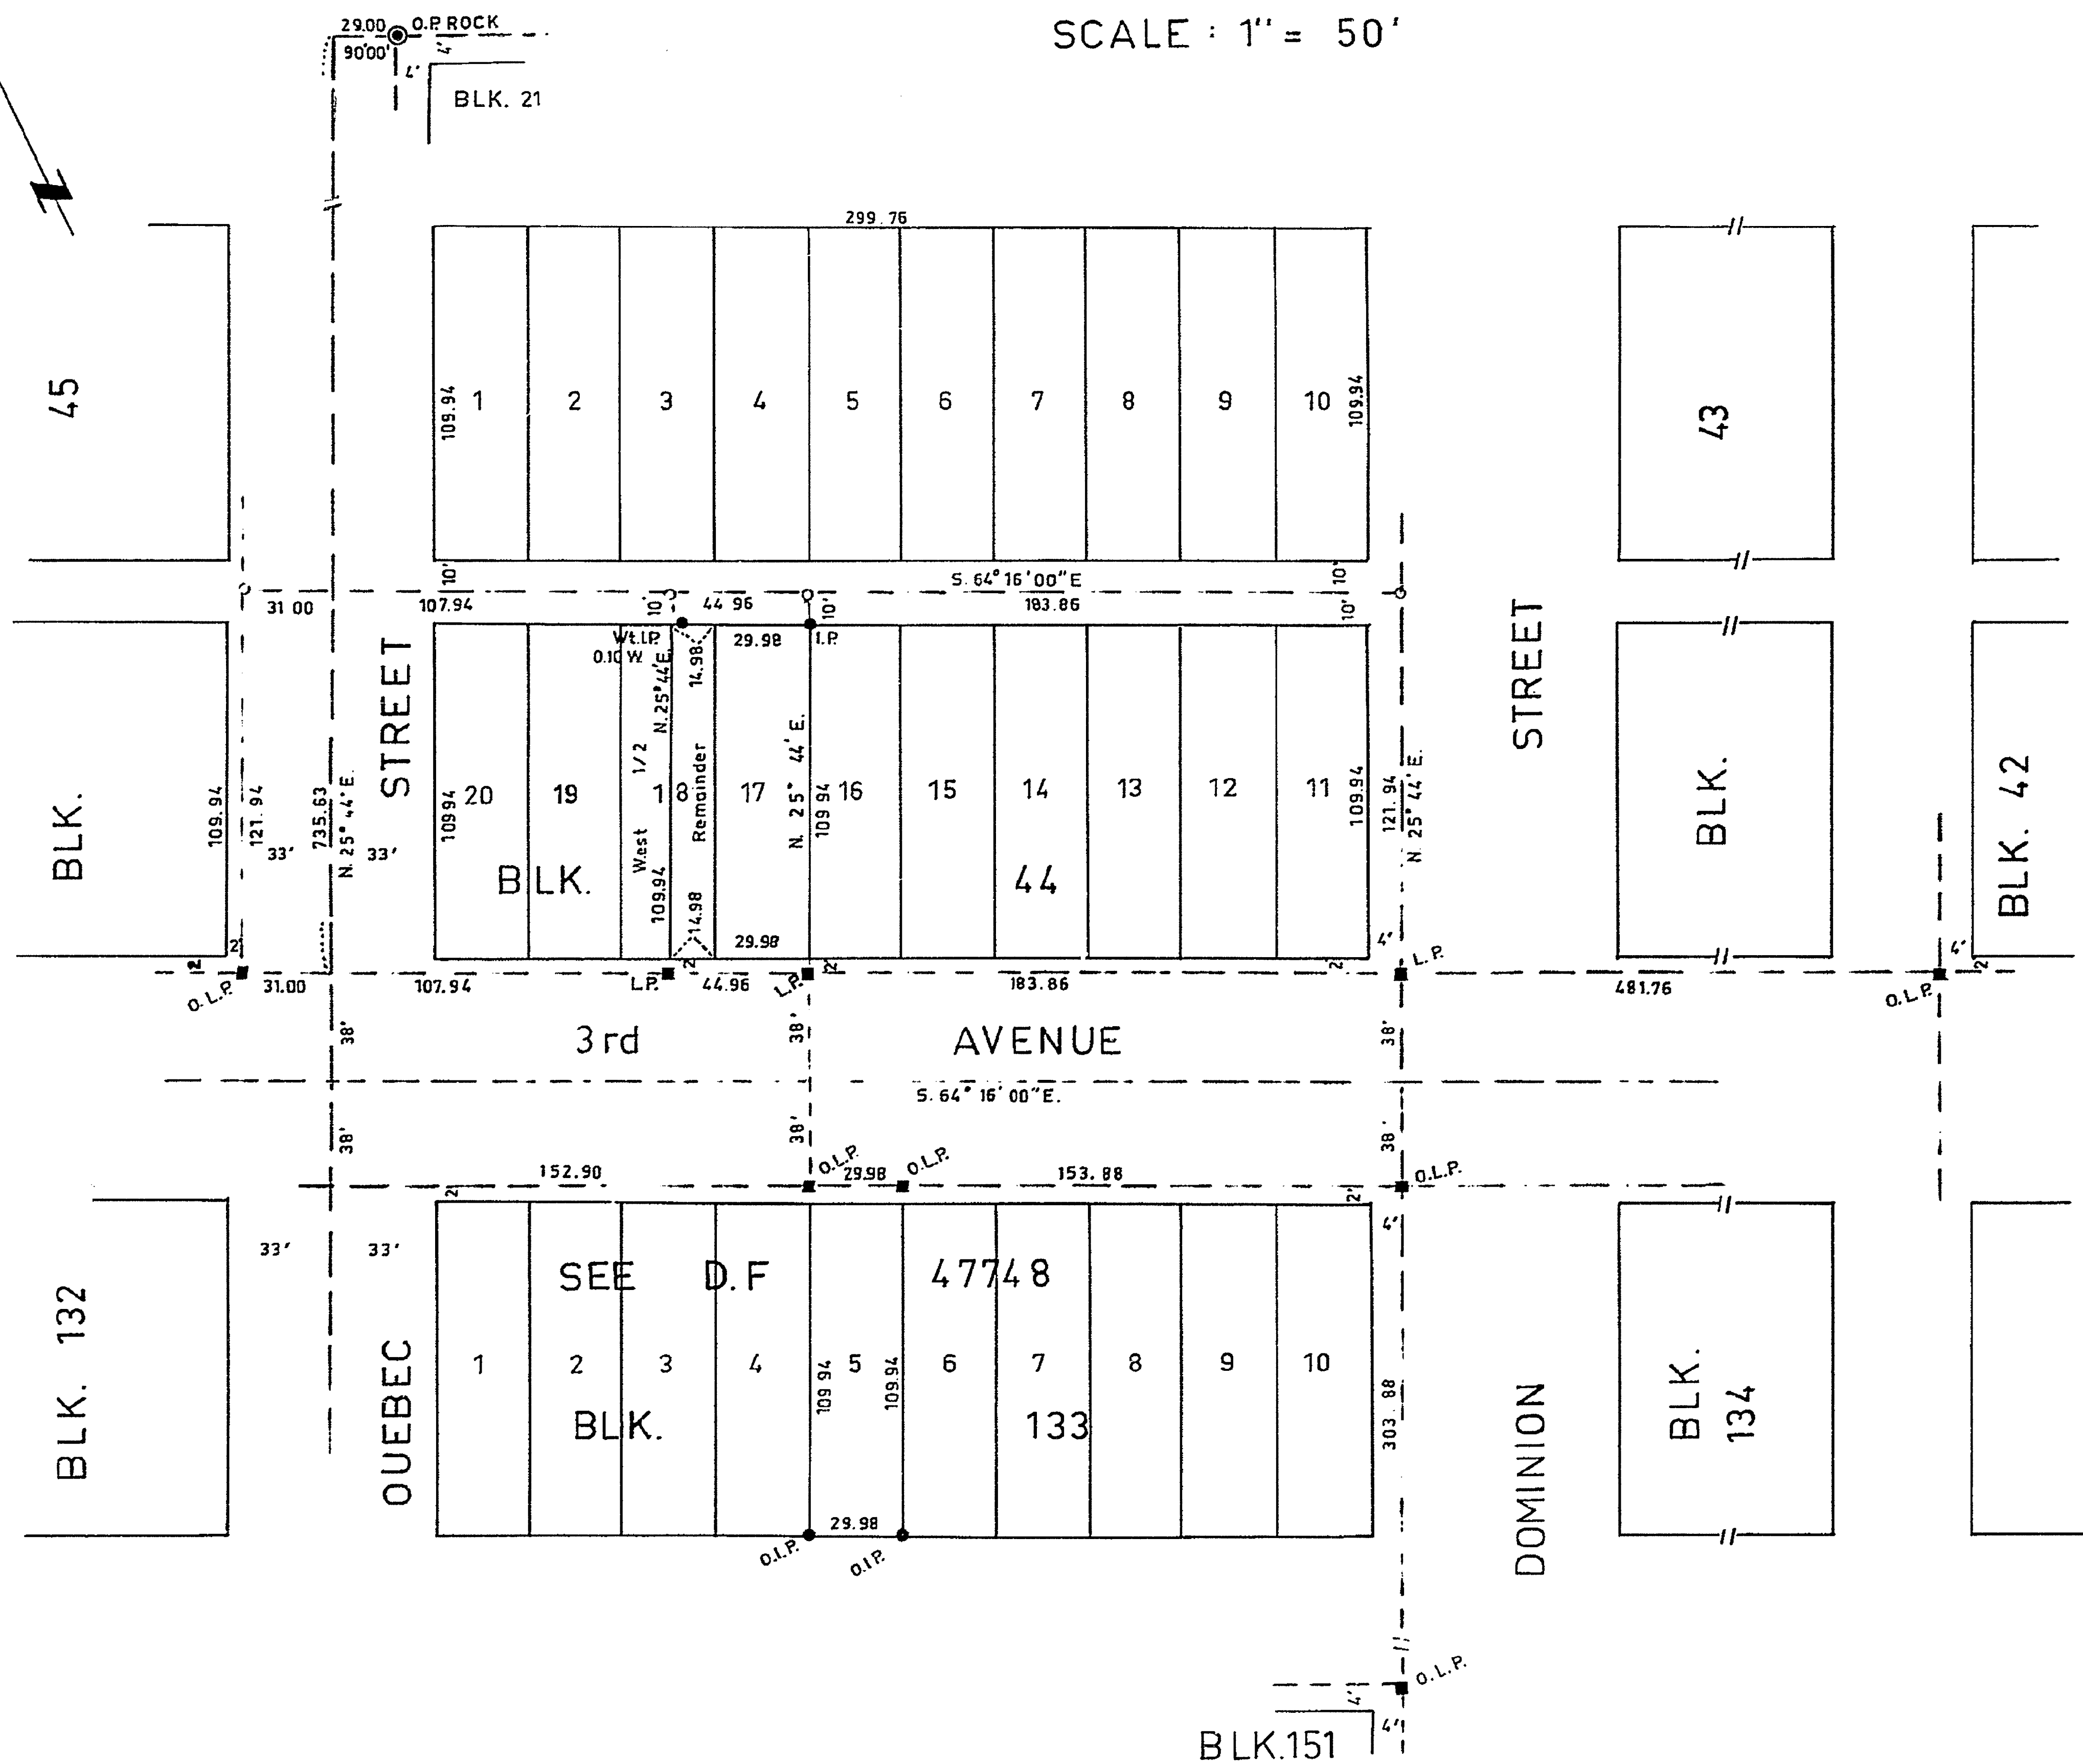 SCALE : 1" = 50'
29.00 O.P. ROCK
90°00' 4'
4'
BLK. 21
299.76
45
109.94 1 2 3 4 5 6 7 8 9 10 109.94
43
10' S. 64° 16' 00" E 10'
31 00 107.94 10' 44 96 10' 183.86 10'
Wt.I.P. 29.98 I.P.
0.10 W.
N. 25° 44' E. 14.98
STREET
STREET
BLK.
109.94 121.94 735.63 N. 25° 44' E.
33' 33'
109 94 20 19 West 1/2 18 Remainder 17 N. 25° 44' E. 109 94 16 15 14 13 12 11 109.94
121.94 N. 25° 44' E.
BLK.
BLK. 42
BLK. 44
109.94 14.98
29.98
2' 4' 4'
2' 2' 2' 2' 2'
O.L.P. L.P. L.P. L.P. O.L.P.
31.00 107.94 44.96 183.86 481.76
38' 3rd 38' AVENUE 38'
S. 64° 16' 00" E.
38' 38' 38'
152.90 O.L.P. 29.98 O.L.P. 153.88 O.L.P.
2' 2'
4'
33' 33'
SEE D.F 47748
BLK. 132
OUEBEC
1 2 3 4 109 94 5 109.94 6 7 8 9 10
303.88
BLK. 133
DOMINION
BLK.
134
29.98
O.I.P. O.I.P.
O.L.P.
4'
4'
BLK.151